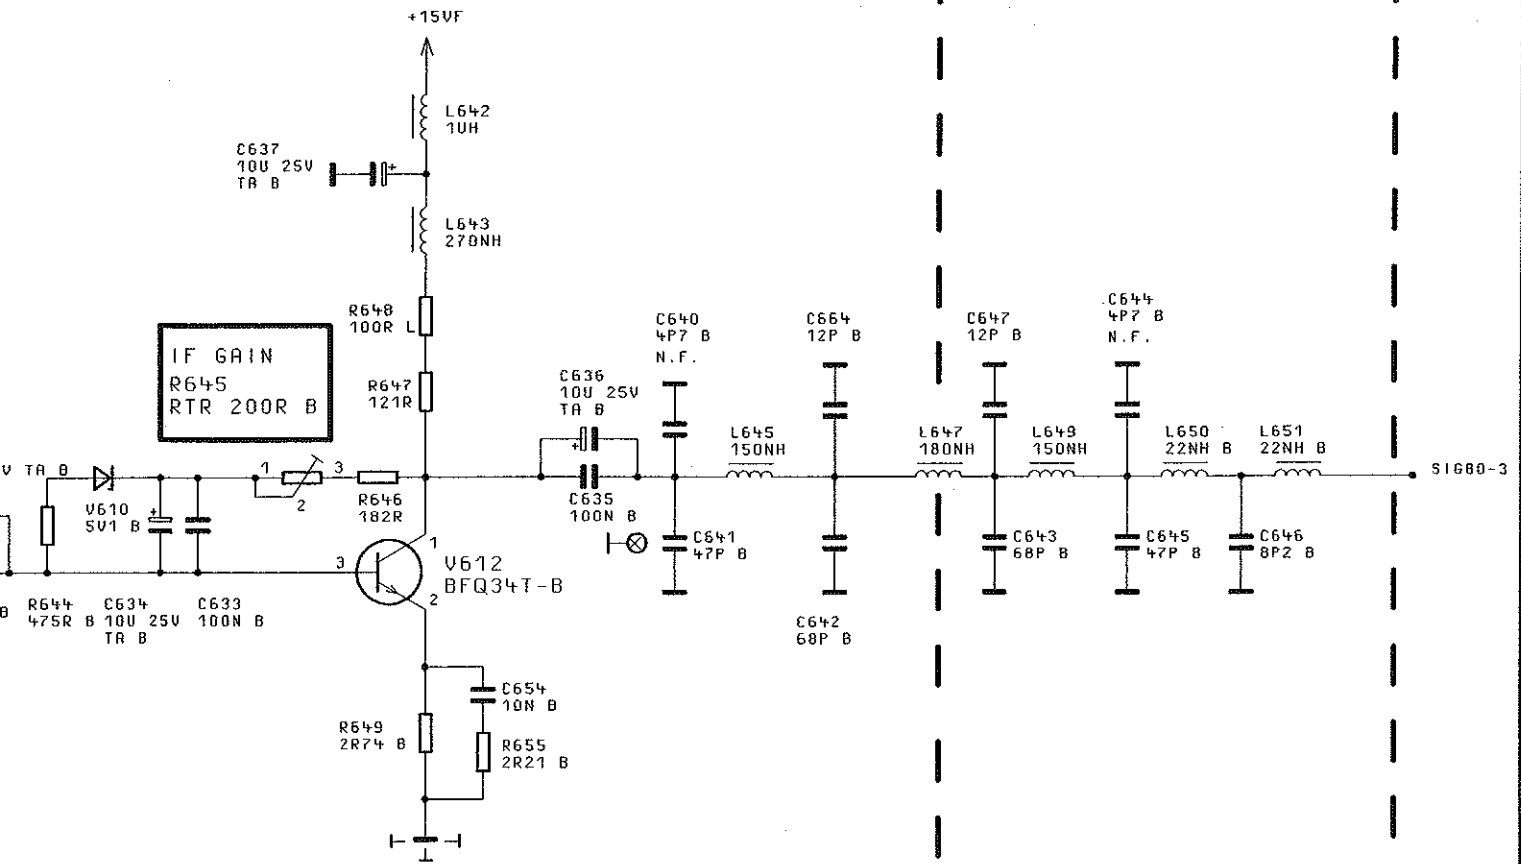 +15VF
L642
1UH
C637
10U 25V
TA B
L643
270NH
R648
100R L
IF GAIN
R645
RTR 200R B
R647
121R
C636
10U 25V
TA B
C640
4P7 B
N.F.
C664
12P B
C647
12P B
C644
4P7 B
N.F.
L645
150NH
L647
180NH
L649
150NH
L650
22NH B
L651
22NH B
SIG80-3
V TA B
1
3
2
V610
5V1 B
+
R646
182R
C635
100N B
C641
47P B
C643
68P B
C645
47P B
C646
8P2 B
3
1
2
V612
BFQ34T-B
B
R644
475R B
C634
10U 25V
TA B
C633
100N B
C642
68P B
C654
10N B
R649
2R74 B
R655
2R21 B